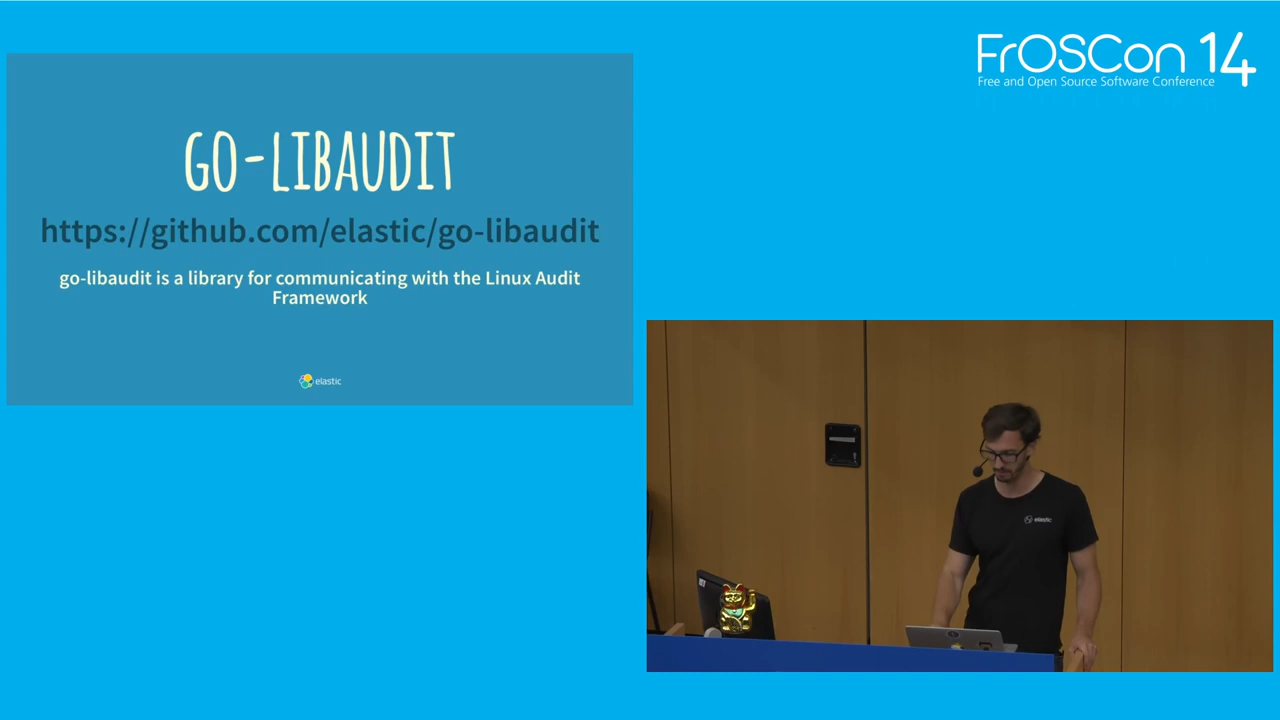 FrOSCon 14
Free and Open Source Software Conference
GO-LIBAUDIT
https://github.com/elastic/go-libaudit
go-libaudit is a library for communicating with the Linux Audit
Framework
elastic
elastic